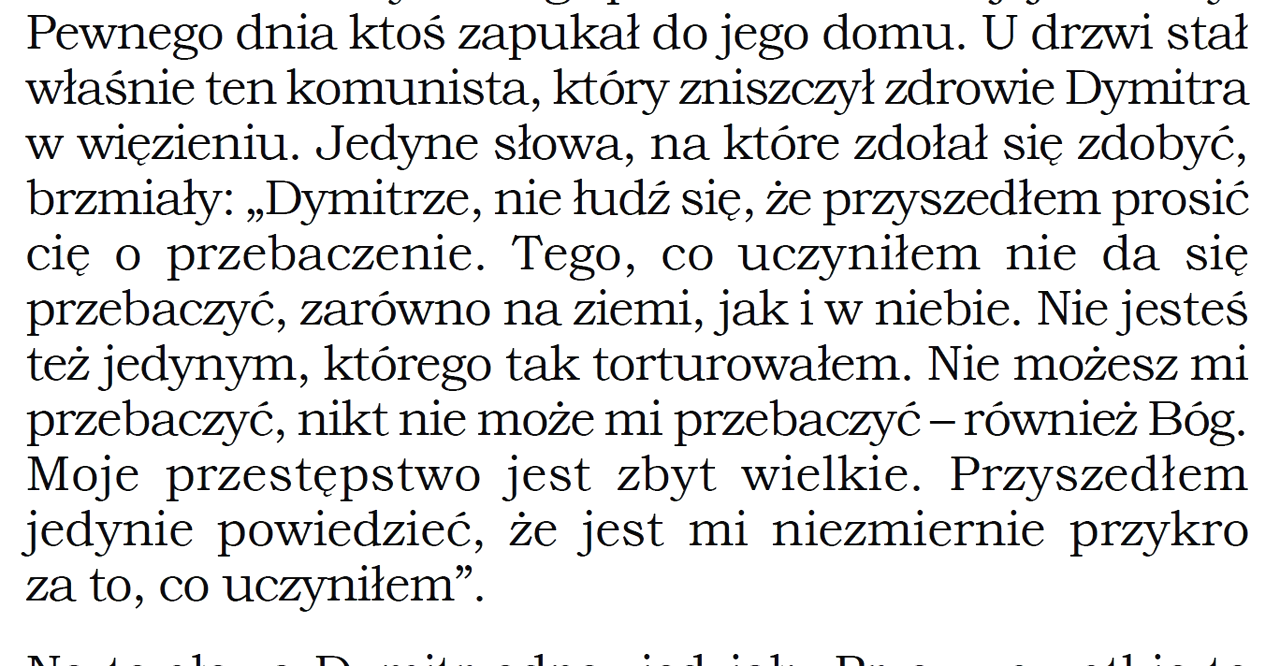 Pewnego dnia ktoś zapukał do jego domu. U drzwi stał
właśnie ten komunista, który zniszczył zdrowie Dymitra
w więzieniu. Jedyne słowa, na które zdołał się zdobyć,
brzmiały: „Dymitrze, nie łudź się, że przyszedłem prosić
cię o przebaczenie. Tego, co uczyniłem nie da się
przebaczyć, zarówno na ziemi, jak i w niebie. Nie jesteś
też jedynym, którego tak torturowałem. Nie możesz mi
przebaczyć, nikt nie może mi przebaczyć – również Bóg.
Moje przestępstwo jest zbyt wielkie. Przyszedłem
jedynie powiedzieć, że jest mi niezmiernie przykro
za to, co uczyniłem”.